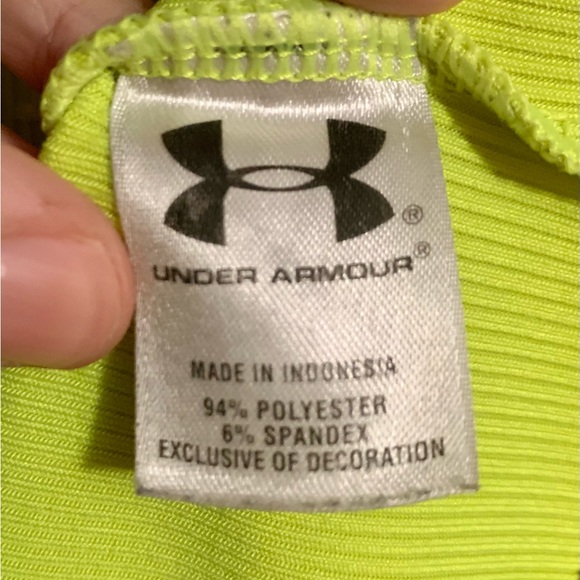 ®
UNDER ARMOUR®
MADE IN INDONESIA
94% POLYESTER
6% SPANDEX
EXCLUSIVE OF DECORATION